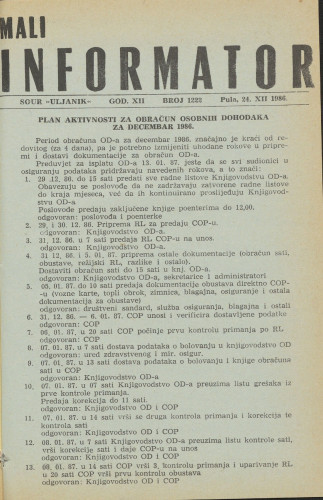 MALI
INFORMATOR
SOUR »ULJANIK« GOD. XII BROJ 1222 Pula, 24. XII 1986.
PLAN AKTIVNOSTI ZA OBRAČUN OSOBNIH DOHODAKA
ZA DECEMBAR 1986.
Period obračuna OD-a za decembar 1986. značajno je kraći od re-
dovitog (za 4 dana), pa je potrebno izmijeniti uhodane rokove u pripre-
mi i dostavi dokumentacije za obračun OD-a.
Preduvjet za isplatu OD-a 13. 01. 87. josta da se svi sudionici u
osiguranju podataka pridržavaju navedenih rokova, a to znači:
1. 29. 12. 86. do 15 sati predati sve radne listove Knjigovodstvu OD-a.
Obavezuju se poslovođe da ne zadržavaju zatvorene radne listove
do kraja mjeseca, već da ih kontinuirano prosljeđuju Knjigovod-
stvu OD-a
Poslovođe predaju zaključene knjige poenterima do 12,00.
odgovoran: poslovođa i poenterke
2. 29, i 30. 12. 86. Priprema RL za predaju COP-u.
odgovoran: Knjigovodstvo OD-a.
3. 31. 12. 86. u 7 sati predaja RL COP-u na unos
odgovoran: Knjigovodstvo OD-a.
4. 31 12, 86 i 5. 01. 87. priprema ostale dokumentacije (obračun sati,
obustave, režijski RL, razlike i ostalo).
Dostaviti obračun sati do 15 sati u knj. OD-a.
odgovorni: Knjigovodstvo OD-a, sekretarice i administratori
5. 05. 01. 87. do 10 sati predaja dokumentacije obustava direktno COP-
-u (vozne karte, topli obrok, zimnica, blagajna, osiguranje i ostala
dokumentacija za obustave)
odgovoran: društveni standard, služba osiguranja, blagajna i ostali
6. 31, 12. 86. — 6. 01. 87. COP unosi i verificira dostavljene podatke
odgovoran: COP
7. 06. 01. 87. u 20 sati COP počinje prvu kontrolu primanja po RL
odgovoran: COP
8. 07. 01. 87. u 7 sati dostava podataka o bolovanju u knjigovodstvo OD
odgovoran: ured zdravstvenog i mir. osigur.
9. 07. 01. 87. u 13 sati dostava podataka o bolovanju i knjige obračuna
sati u COP
odgovoran: Knjigovodstvo OD-a
10. 07. 01. 87. u 07 sati Knjigovodstvo OD-a preuzima listu grešaka iz
prve kontrole primanja.
Predaja korekcija do 11. sati.
odgovoran: Knjigovodstvo OD i COP
11. 07. 01. 87. u 14 sati vrši se druga kontrola primanja i korekcija te
kontrola sati
odgovoran: Knjigovodstvo OD i COP
12. 08. 01. 87. u 7 sati Knjigovodstvo OD-a preuzima listu kontrole sati,
vrši korekcije sati i daje COP-u na unos
odgovoran: Knjigovodstvo OD i COP
13. 08. 01. 87. u 14 sati COP vrši 3, kontrolu primanja i uparivanje RL
u 20 sati COP vrši prvu kontrolu obustava
odgovoran: Knjigovodstvo OD i COP